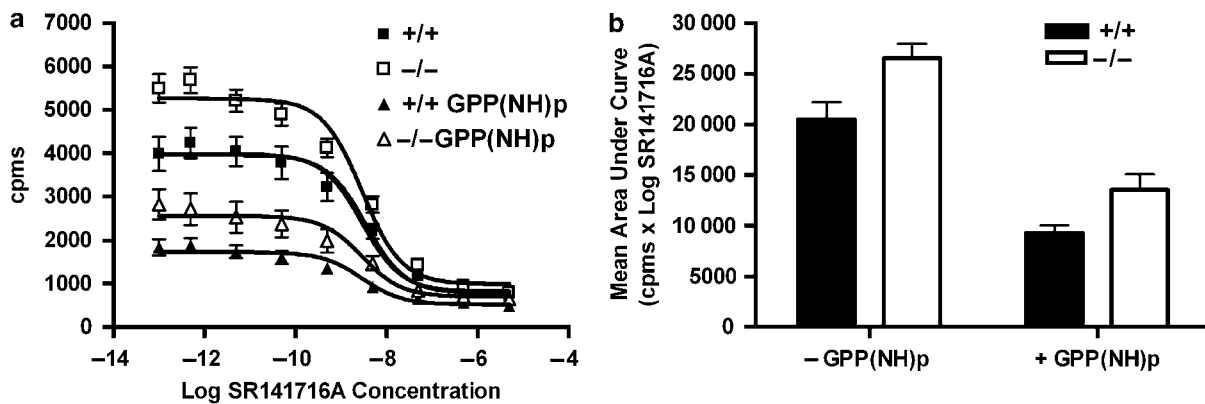 a
7000
6000
5000
4000
3000
2000
1000
0
cpms
+/+
–/–
+/+ GPP(NH)p
–/–GPP(NH)p
–14 –12 –10 –8 –6 –4
Log SR141716A Concentration
b
30 000
25 000
20 000
15 000
10 000
5000
0
Mean Area Under Curve
(cpms x Log SR141716A)
+/+
–/–
– GPP(NH)p + GPP(NH)p